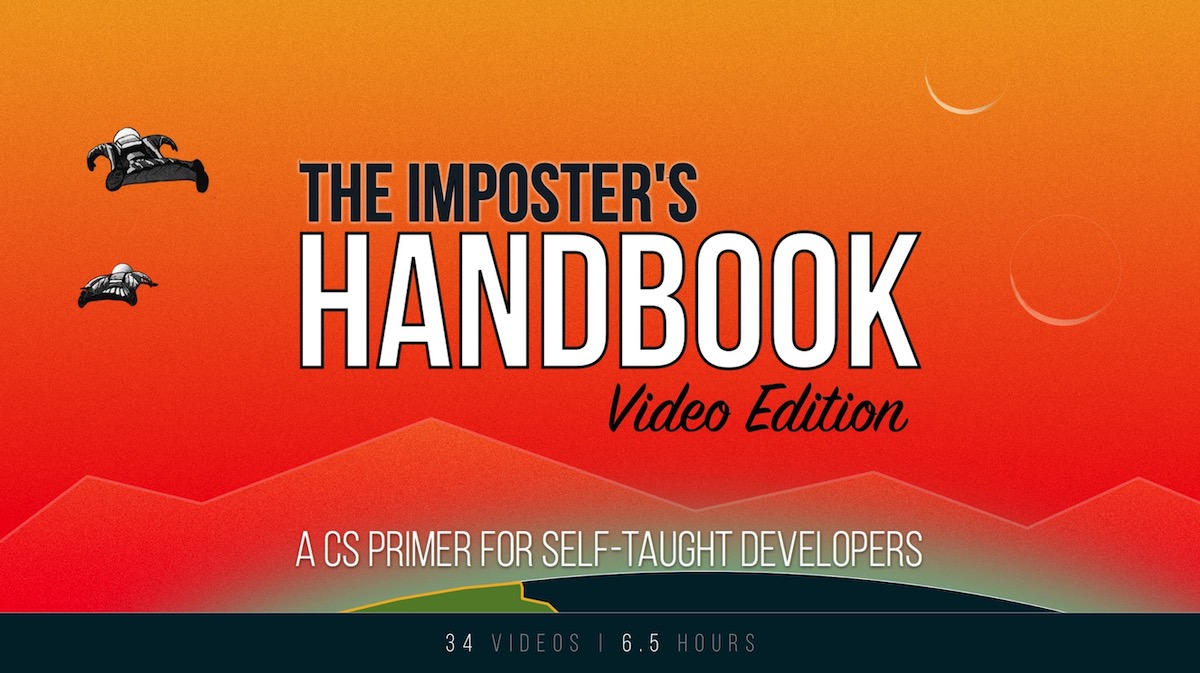 THE IMPOSTER'S
HANDBOOK
Video Edition
A CS PRIMER FOR SELF-TAUGHT DEVELOPERS
34 VIDEOS | 6.5 HOURS